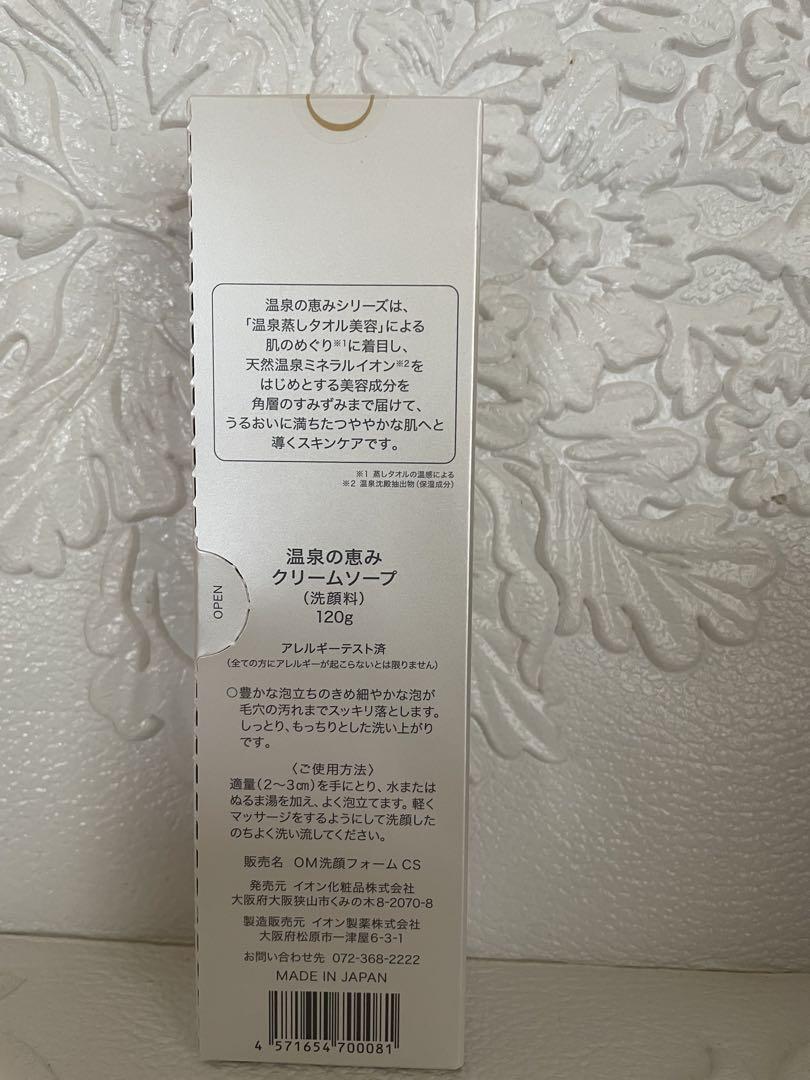 温泉の恵みシリーズは、
「温泉蒸しタオル美容」による
肌のめぐり※1に着目し、
天然温泉ミネラルイオン※2を
はじめとする美容成分を
角層のすみずみまで届けて、
うるおいに満ちたつややかな肌へと
導くスキンケアです。
※1 蒸しタオルの温感による
※2 温泉沈殿抽出物(保湿成分)
温泉の恵み
クリームソープ
(洗顔料)
120g
OPEN
アレルギーテスト済
(全ての方にアレルギーが起こらないとは限りません)
○豊かな泡立ちのきめ細やかな泡が
毛穴の汚れまでスッキリ落とします。
しっとり、もっちりとした洗い上がり
です。
〈ご使用方法〉
適量(2〜3㎝)を手にとり、水または
ぬるま湯を加え、よく泡立てます。軽く
マッサージをするようにして洗顔した
のちよく洗い流してください。
販売名 OM洗顔フォームCS
発売元 イオン化粧品株式会社
大阪府大阪狭山市くみの木8-2070-8
製造販売元 イオン製薬株式会社
大阪府松原市一津屋6-3-1
お問い合わせ先 072-368-2222
MADE IN JAPAN
4 571654 700081